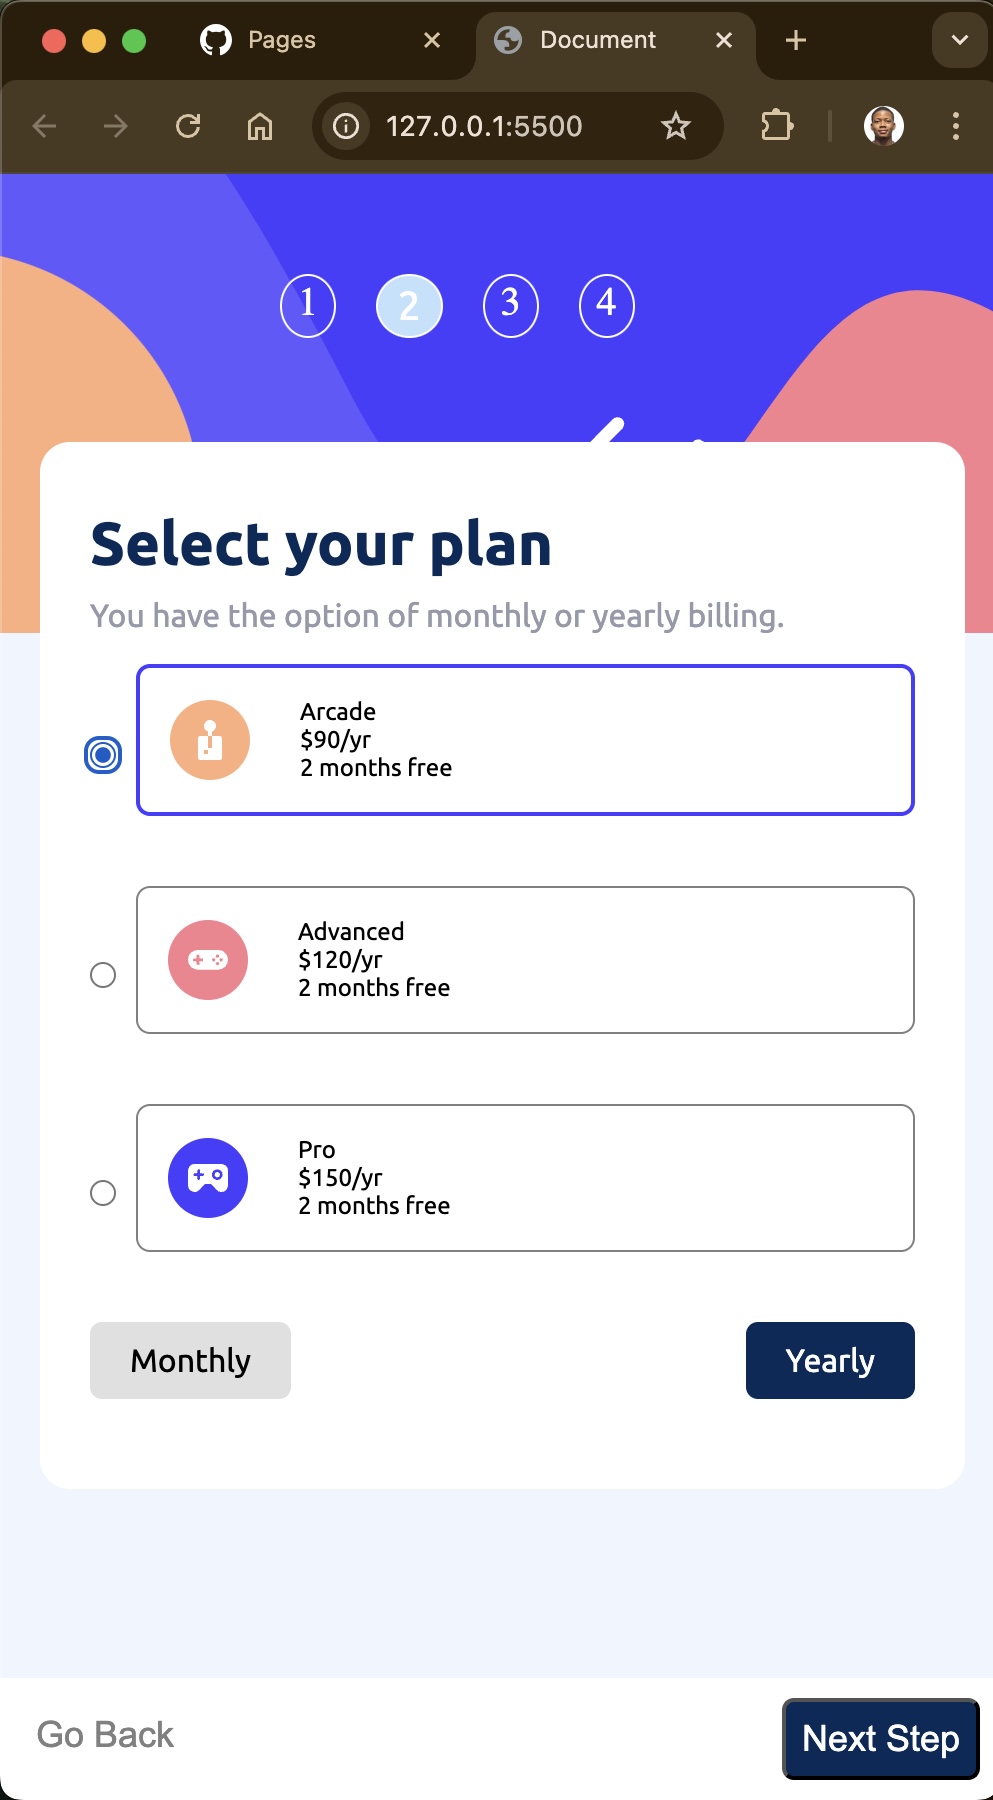 Pages
Document
127.0.0.1:5500
1 2 3 4
Select your plan
You have the option of monthly or yearly billing.
Arcade
$90/yr
2 months free
Advanced
$120/yr
2 months free
Pro
$150/yr
2 months free
Monthly Yearly
Go Back Next Step